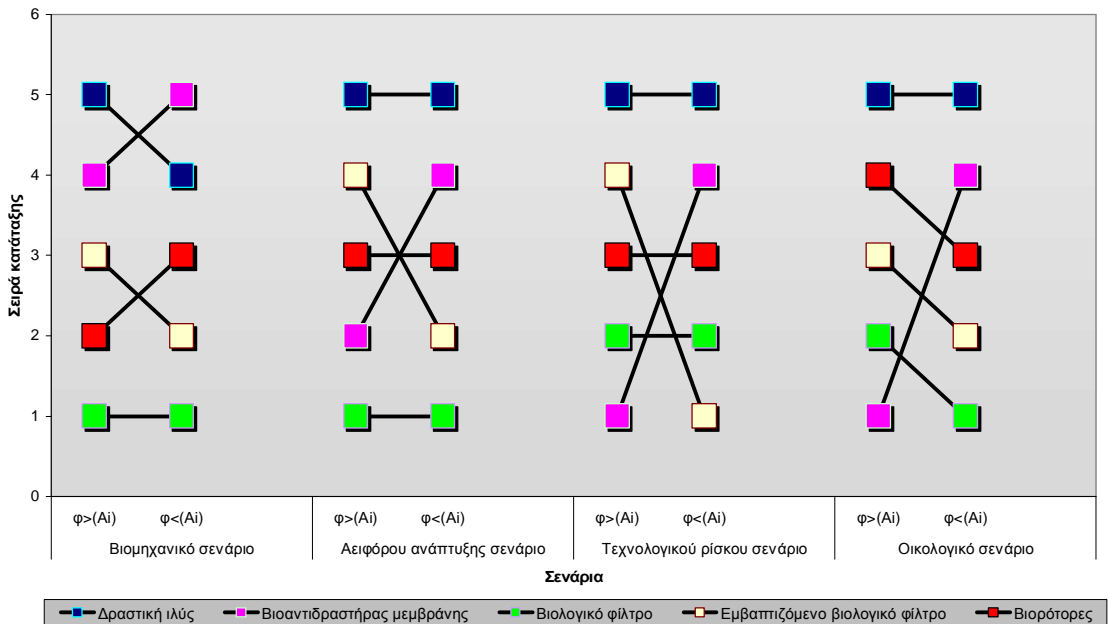 6
5
4
3
2
1
0
Σειρά κατάταξης
φ>(Ai) φ<(Ai) φ>(Ai) φ<(Ai) φ>(Ai) φ<(Ai) φ>(Ai) φ<(Ai)
Βιομηχανικό σενάριο Αειφόρου ανάπτυξης σενάριο Τεχνολογικού ρίσκου σενάριο Οικολογικό σενάριο
Σενάρια
Δραστική ιλύς Βιοαντιδραστήρας μεμβράνης Βιολογικό φίλτρο Εμβαπτιζόμενο βιολογικό φίλτρο Βιορότορες